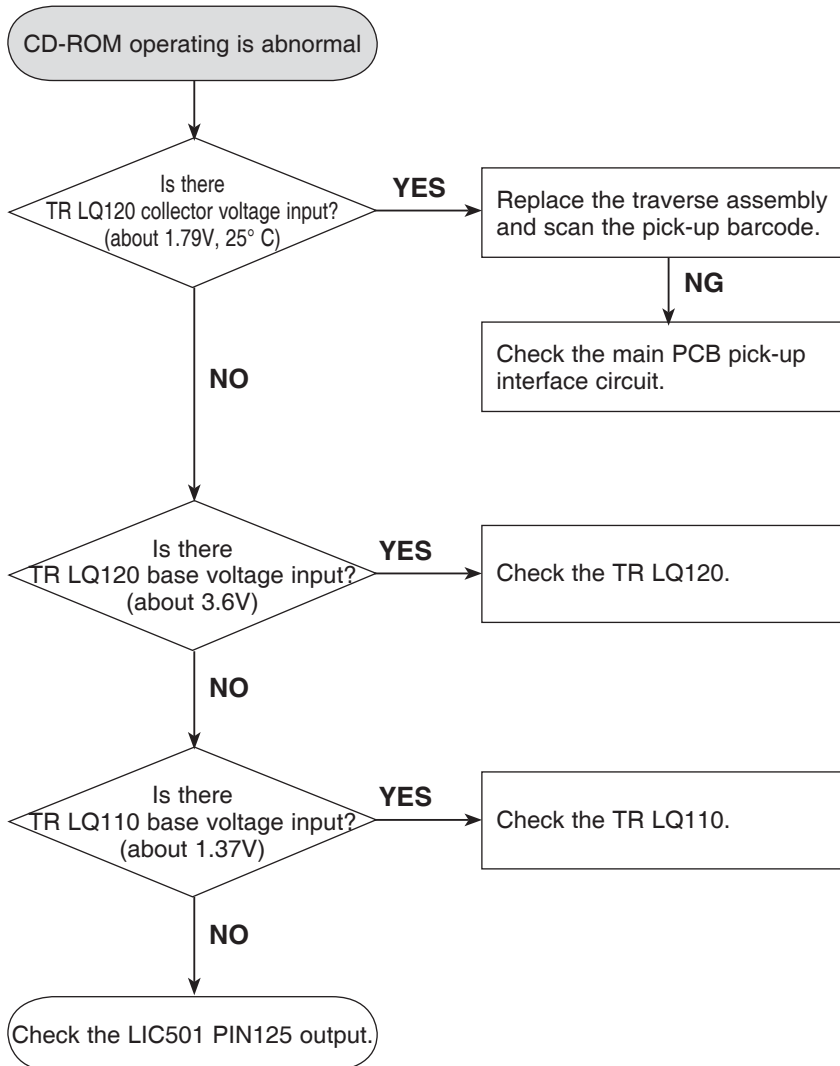 CD-ROM operating is abnormal
Is there
TR LQ120 collector voltage input?
(about 1.79V, 25° C)
YES
Replace the traverse assembly
and scan the pick-up barcode.
NG
Check the main PCB pick-up
interface circuit.
NO
Is there
TR LQ120 base voltage input?
(about 3.6V)
YES
Check the TR LQ120.
NO
Is there
TR LQ110 base voltage input?
(about 1.37V)
YES
Check the TR LQ110.
NO
Check the LIC501 PIN125 output.